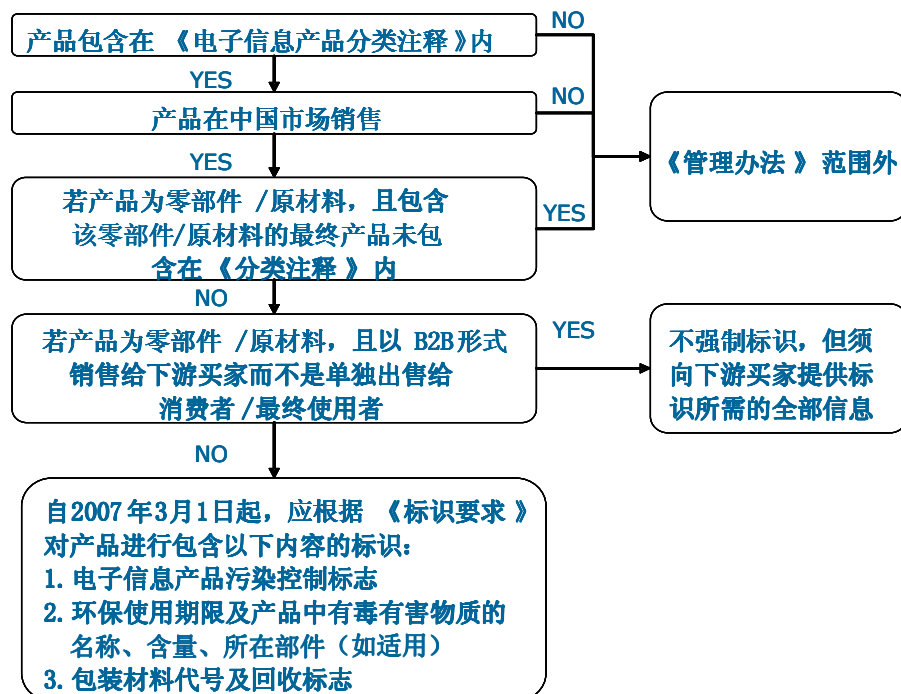 产品包含在《电子信息产品分类注释》内
NO
YES
产品在中国市场销售
NO
YES
《管理办法》范围外
若产品为零部件/原材料，且包含
该零部件/原材料的最终产品未包
含在《分类注释》内
YES
NO
若产品为零部件/原材料，且以 B2B形式
销售给下游买家而不是单独出售给
消费者/最终使用者
YES
不强制标识，但须
向下游买家提供标
识所需的全部信息
NO
自2007年3月1日起，应根据《标识要求》
对产品进行包含以下内容的标识：
1. 电子信息产品污染控制标志
2. 环保使用期限及产品中有毒有害物质的
名称、含量、所在部件（如适用）
3. 包装材料代号及回收标志